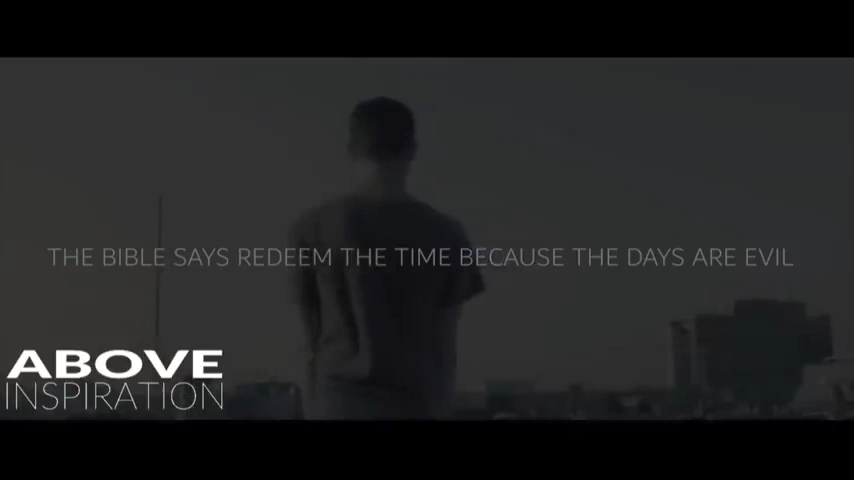 THE BIBLE SAYS REDEEM THE TIME BECAUSE THE DAYS ARE EVIL
ABOVE
INSPIRATION